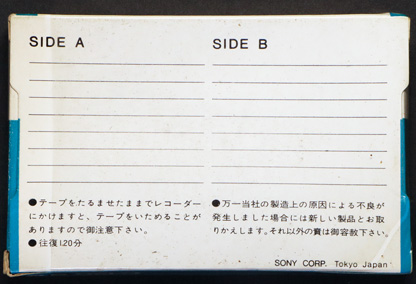 SIDE A
SIDE B
●テープをたるませたままでレコーダー
にかけますと、テープをいためることが
ありますので御注意下さい。
●往復120分
●万一当社の製造上の原因による不良が
発生しました場合には新しい製品とお取
りかえします。それ以外の責は御容赦下さい。
SONY CORP. Tokyo Japan